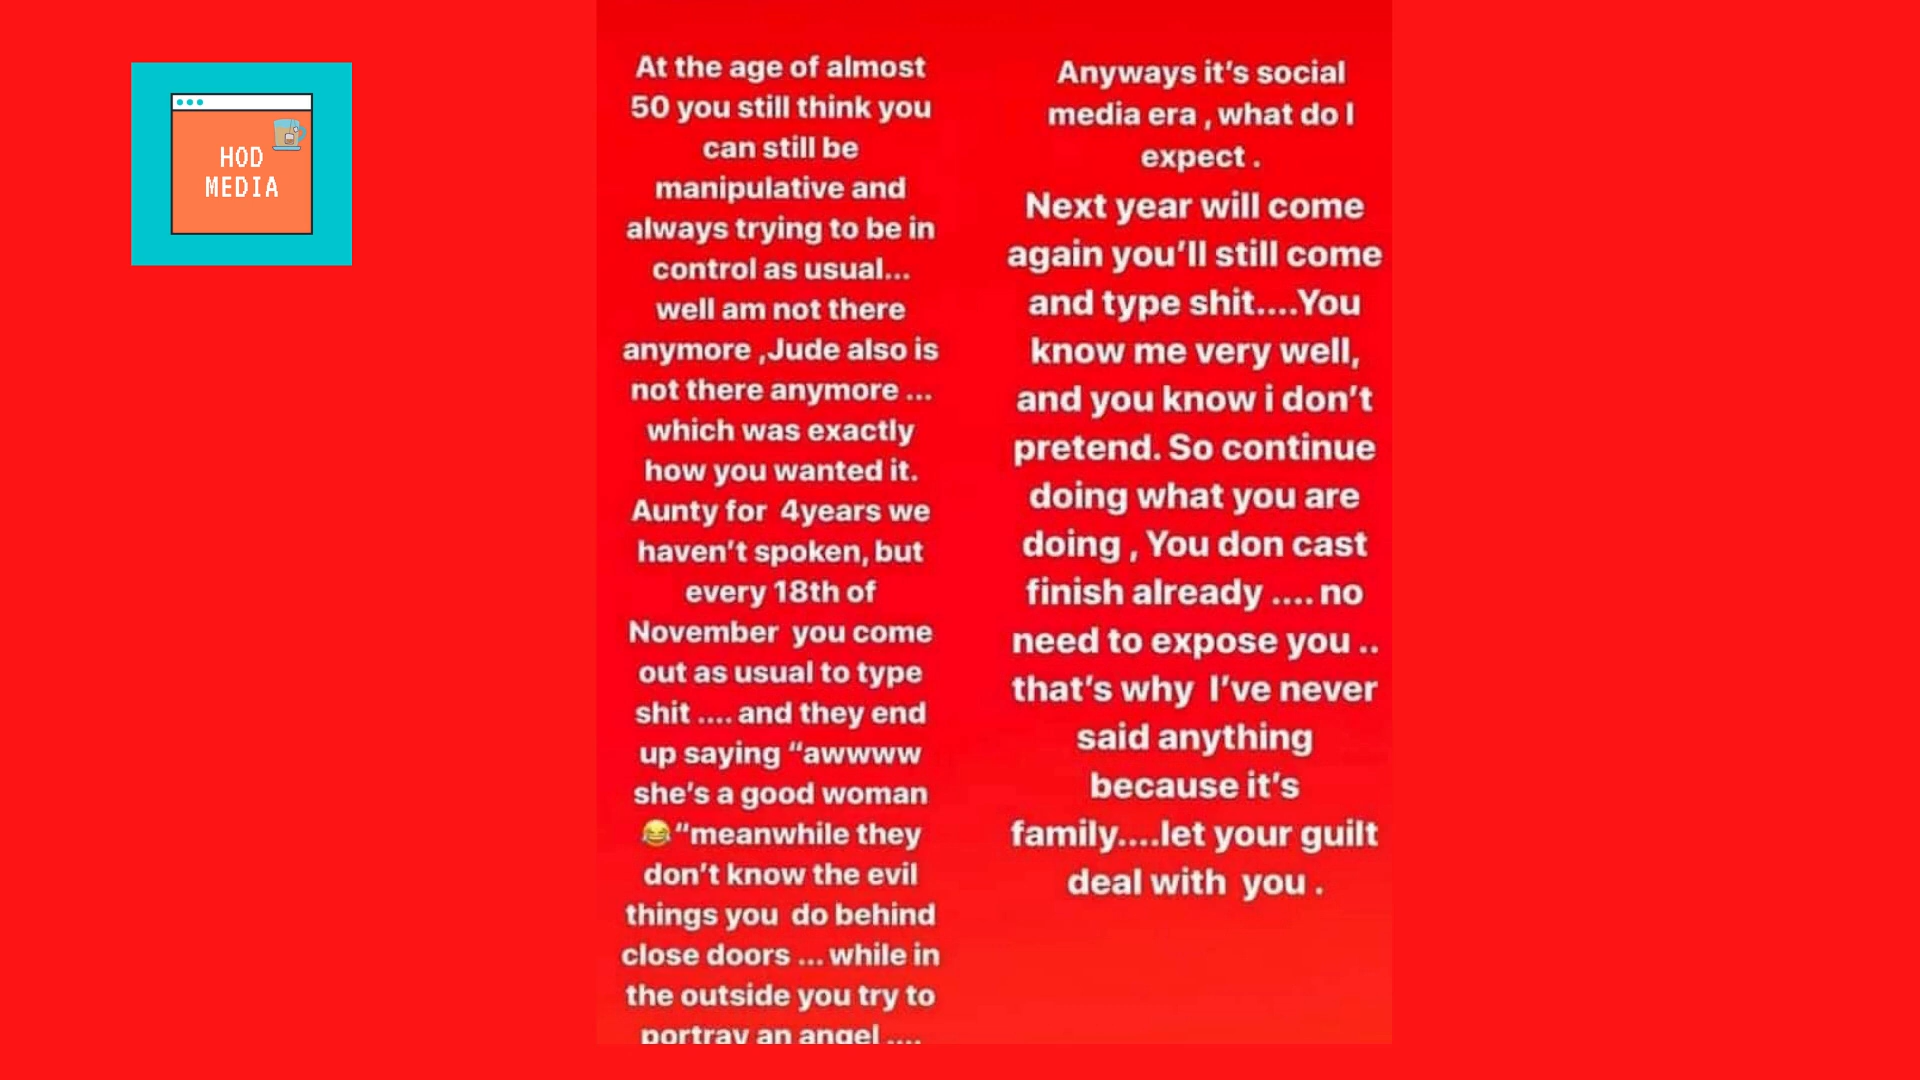 HOD
MEDIA
At the age of almost
50 you still think you
can still be
manipulative and
always trying to be in
control as usual...
well am not there
anymore ,Jude also is
not there anymore ...
which was exactly
how you wanted it.
Aunty for 4years we
haven't spoken, but
every 18th of
November you come
out as usual to type
shit .... and they end
up saying “awwww
she's a good woman
😂“meanwhile they
don't know the evil
things you do behind
close doors ... while in
the outside you try to
portray an angel ....
Anyways it's social
media era , what do I
expect .
Next year will come
again you'll still come
and type shit....You
know me very well,
and you know i don't
pretend. So continue
doing what you are
doing , You don cast
finish already .... no
need to expose you ..
that's why I've never
said anything
because it's
family....let your guilt
deal with you .